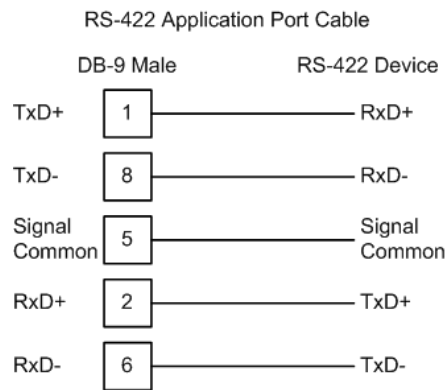 RS-422 Application Port Cable
DB-9 Male RS-422 Device
TxD+ 1 RxD+
TxD- 8 RxD-
Signal Common 5 Signal Common
RxD+ 2 TxD+
RxD- 6 TxD-